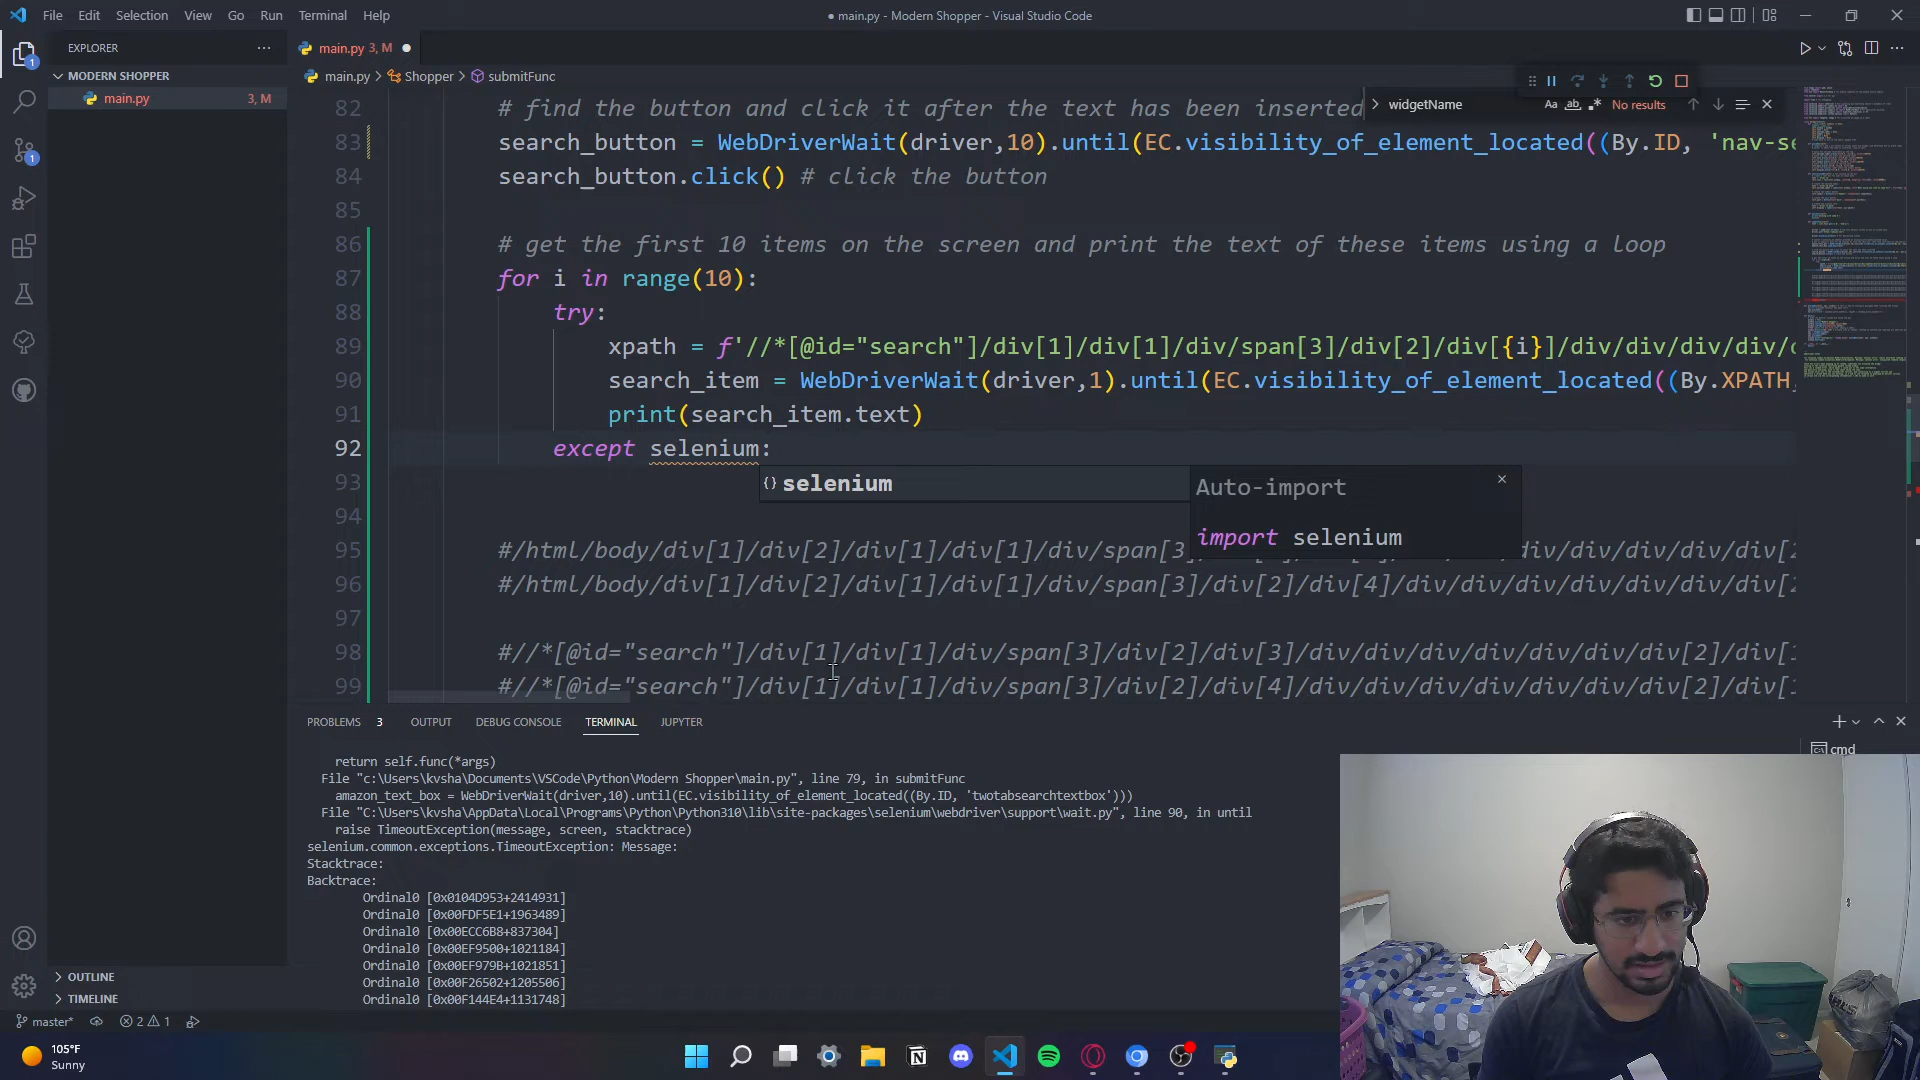 File Edit Selection View Go Run Terminal Help
● main.py - Modern Shopper - Visual Studio Code
EXPLORER
MODERN SHOPPER
main.py 3, M
1
1
OUTLINE
TIMELINE
main.py 3, M
main.py > Shopper > submitFunc
widgetName Aa ab No results
82 # find the button and click it after the text has been inserted
83 search_button = WebDriverWait(driver,10).until(EC.visibility_of_element_located((By.ID, 'nav-se
84 search_button.click() # click the button
85
86 # get the first 10 items on the screen and print the text of these items using a loop
87 for i in range(10):
88 try:
89 xpath = f'//*[@id="search"]/div[1]/div[1]/div/span[3]/div[2]/div[{i}]/div/div/div/d
90 search_item = WebDriverWait(driver,1).until(EC.visibility_of_element_located((By.XPATH,
91 print(search_item.text)
92 except selenium:
{} selenium
Auto-import
import selenium
93
94
95 #/html/body/div[1]/div[2]/div[1]/div[1]/div/span[3
div/div/div/div[2
96 #/html/body/div[1]/div[2]/div[1]/div[1]/div/span[3]/div[2]/div[4]/div/div/div/div/div/div/div[2
97
98 #//*[@id="search"]/div[1]/div[1]/div/span[3]/div[2]/div[3]/div/div/div/div/div/div[2]/div[1
99 #//*[@id="search"]/div[1]/div[1]/div/span[3]/div[2]/div[4]/div/div/div/div/div/div[2]/div[1
PROBLEMS 3 OUTPUT DEBUG CONSOLE TERMINAL JUPYTER
cmd
return self.func(*args)
File "c:\Users\kvsha\Documents\VSCode\Python\Modern Shopper\main.py", line 79, in submitFunc
amazon_text_box = WebDriverWait(driver,10).until(EC.visibility_of_element_located((By.ID, 'twotabsearchtextbox')))
File "C:\Users\kvsha\AppData\Local\Programs\Python\Python310\lib\site-packages\selenium\webdriver\support\wait.py", line 90, in until
raise TimeoutException(message, screen, stacktrace)
selenium.common.exceptions.TimeoutException: Message:
Stacktrace:
Backtrace:
Ordinal0 [0x0104D953+2414931]
Ordinal0 [0x00FDF5E1+1963489]
Ordinal0 [0x00ECC6B8+837304]
Ordinal0 [0x00EF9500+1021184]
Ordinal0 [0x00EF979B+1021851]
Ordinal0 [0x00F26502+1205506]
Ordinal0 [0x00F144E4+1131748]
master* 2 1
105°F
Sunny